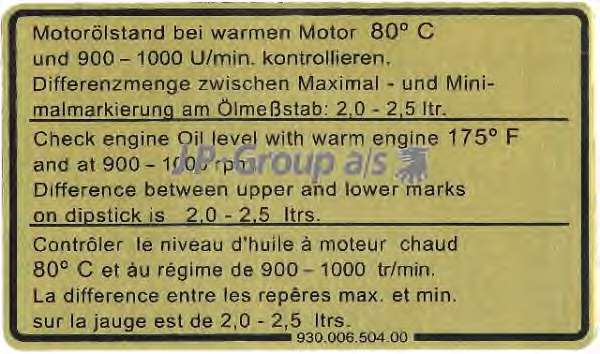 Motorölstand bei warmen Motor 80° C
und 900 – 1000 U/min. kontrollieren.
Differenzmenge zwischen Maximal - und Mini-
malmarkierung am Ölmeßstab: 2,0 - 2,5 ltr.
Check engine Oil level with warm engine 175° F
and at 900 – 1000 rpm.
JP Group a/s
Difference between upper and lower marks
on dipstick is 2,0 - 2,5 ltrs.
Contrôler le niveau d'huile à moteur chaud
80° C et àu régime de 900 – 1000 tr/min.
La difference entre les repêres max. et min.
sur la jauge est de 2,0 - 2,5 ltrs.
930.006.504.00